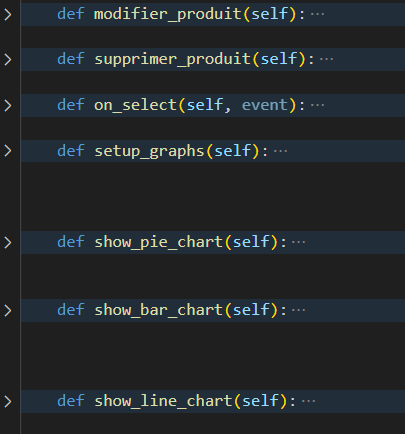 def modifier_produit(self):···
def supprimer_produit(self):···
def on_select(self, event):···
def setup_graphs(self):···
def show_pie_chart(self):···
def show_bar_chart(self):···
def show_line_chart(self):···